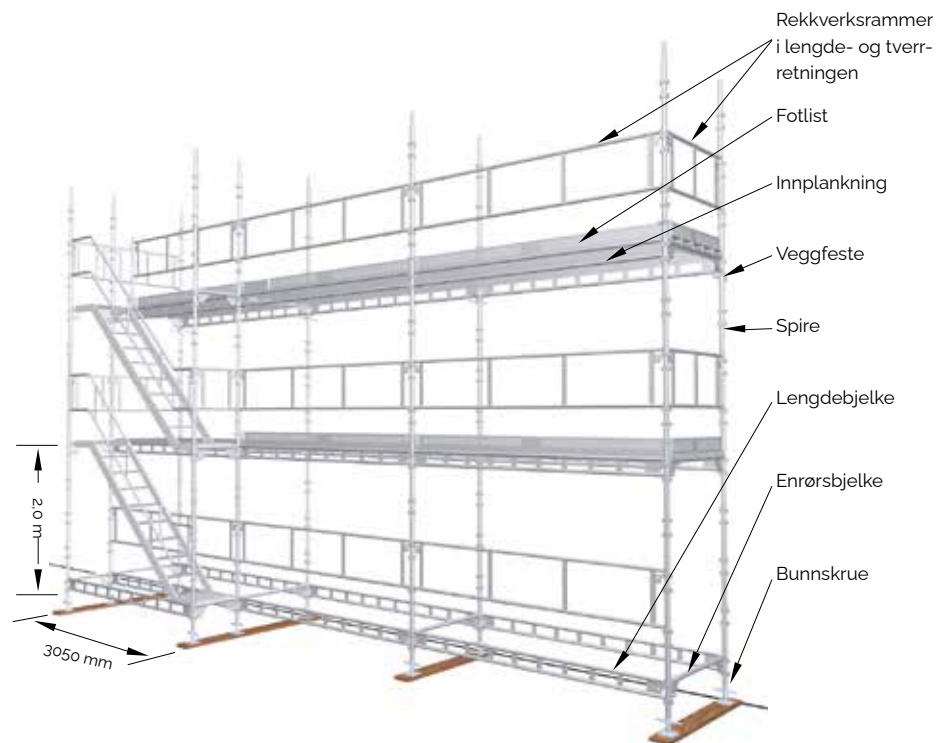 Rekkverksrammer
i lengde- og tverr-
retningen
Fotlist
Innplankning
Veggfeste
Spire
Lengdebjelke
Enrørsbjelke
Bunnskrue
2,0 m
3050 mm